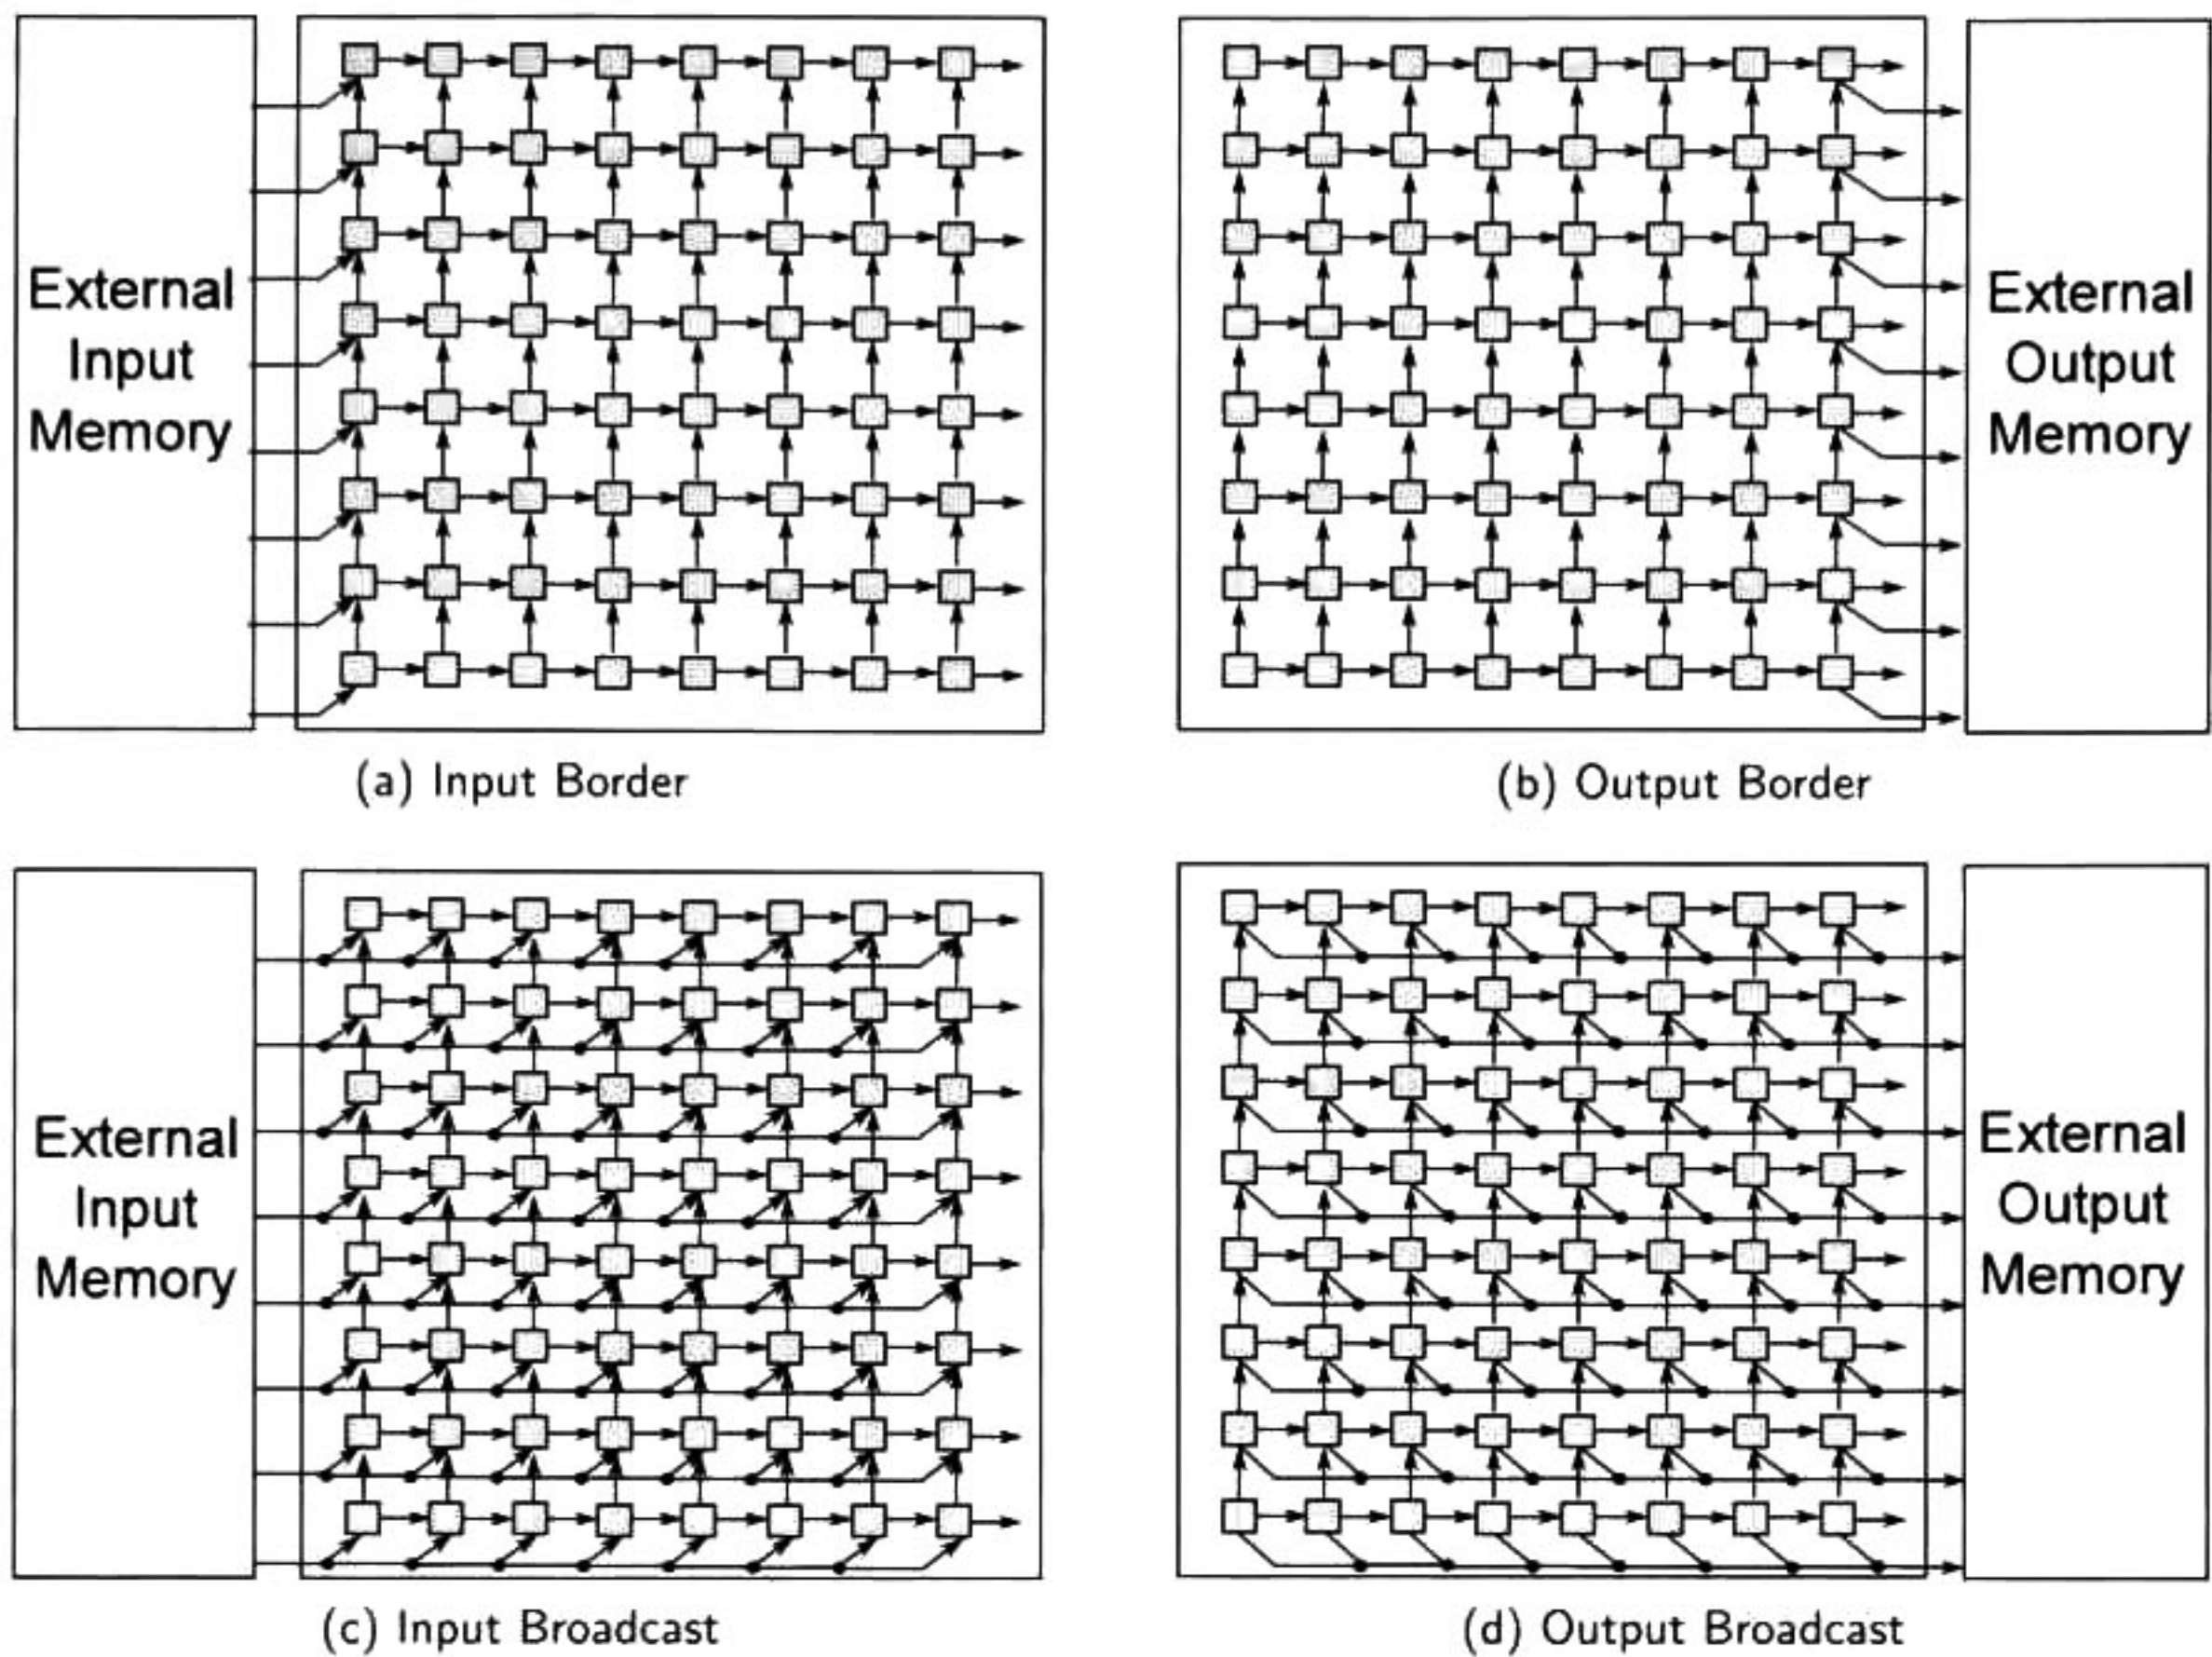 External
Input
Memory
External
Output
Memory
(a) Input Border
(b) Output Border
External
Input
Memory
External
Output
Memory
(c) Input Broadcast
(d) Output Broadcast